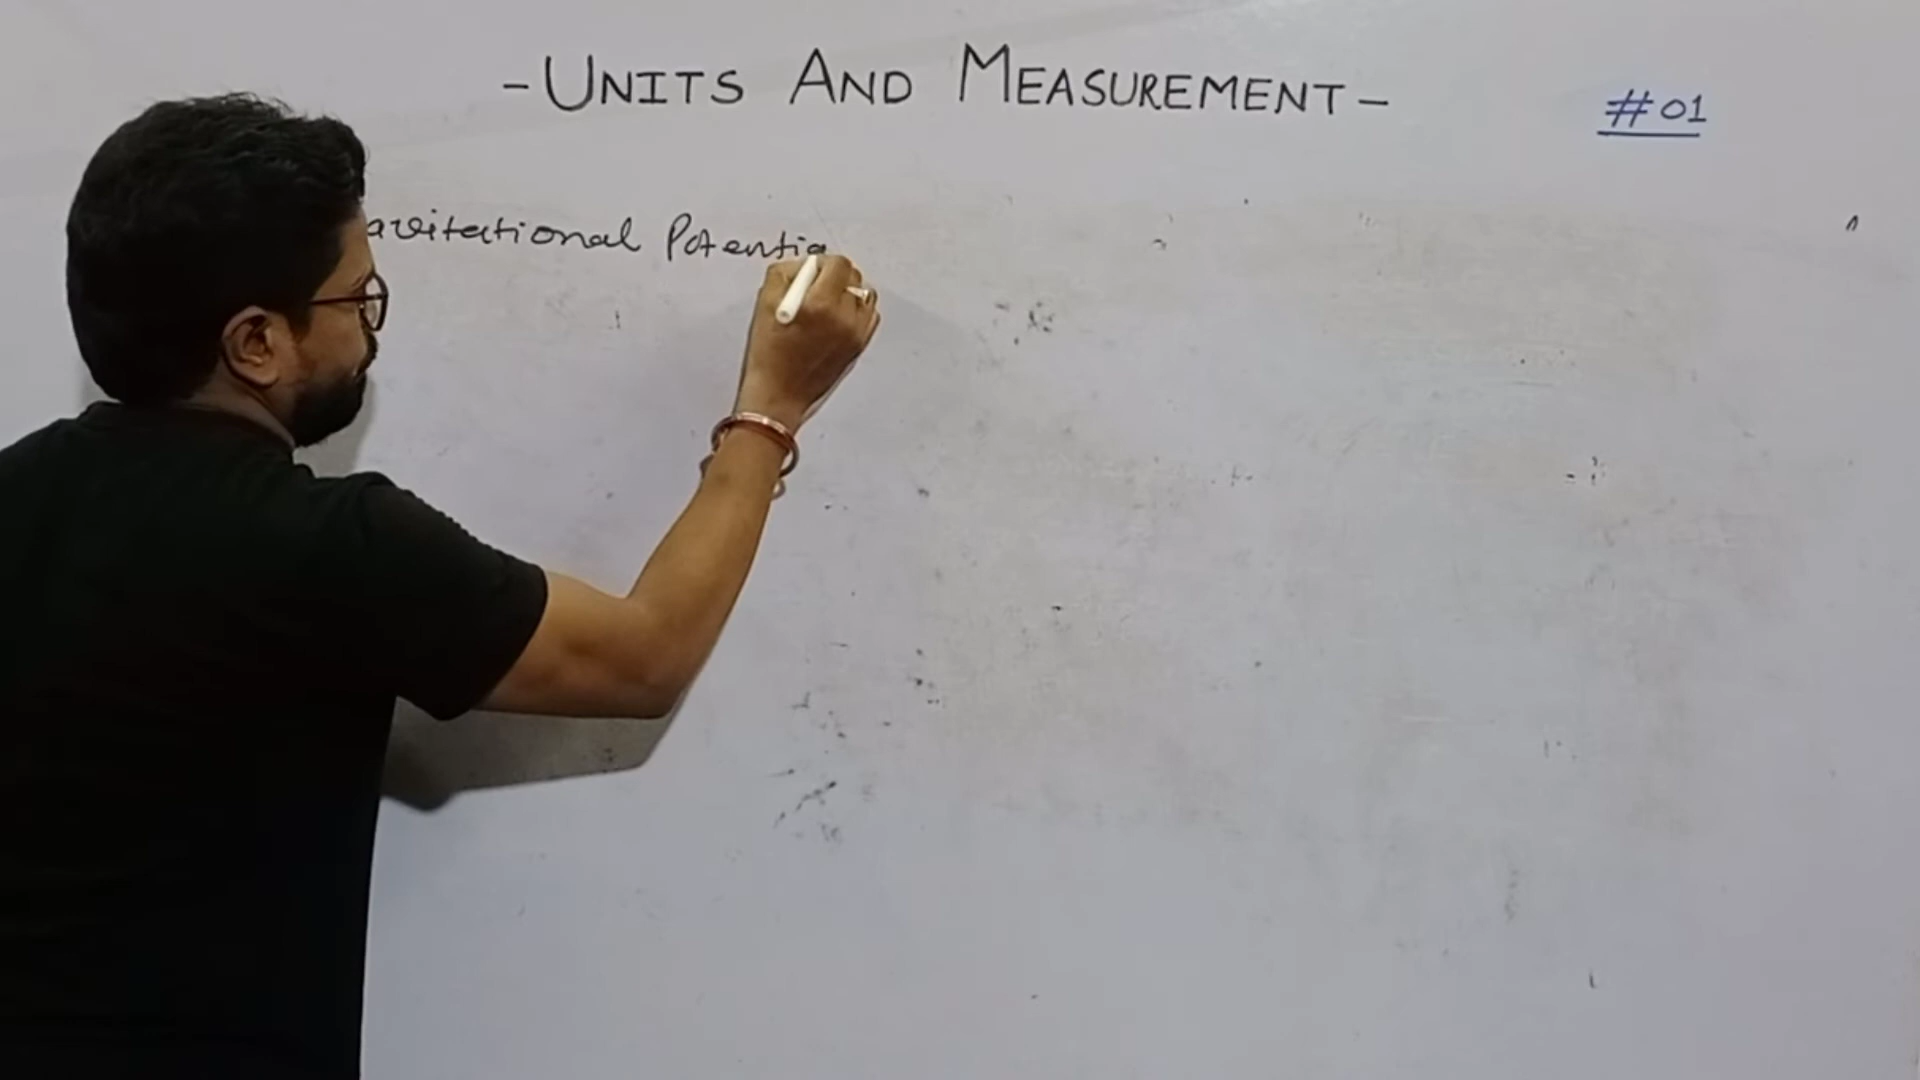 - UNITS AND MEASUREMENT -
#01
avitational Potentia